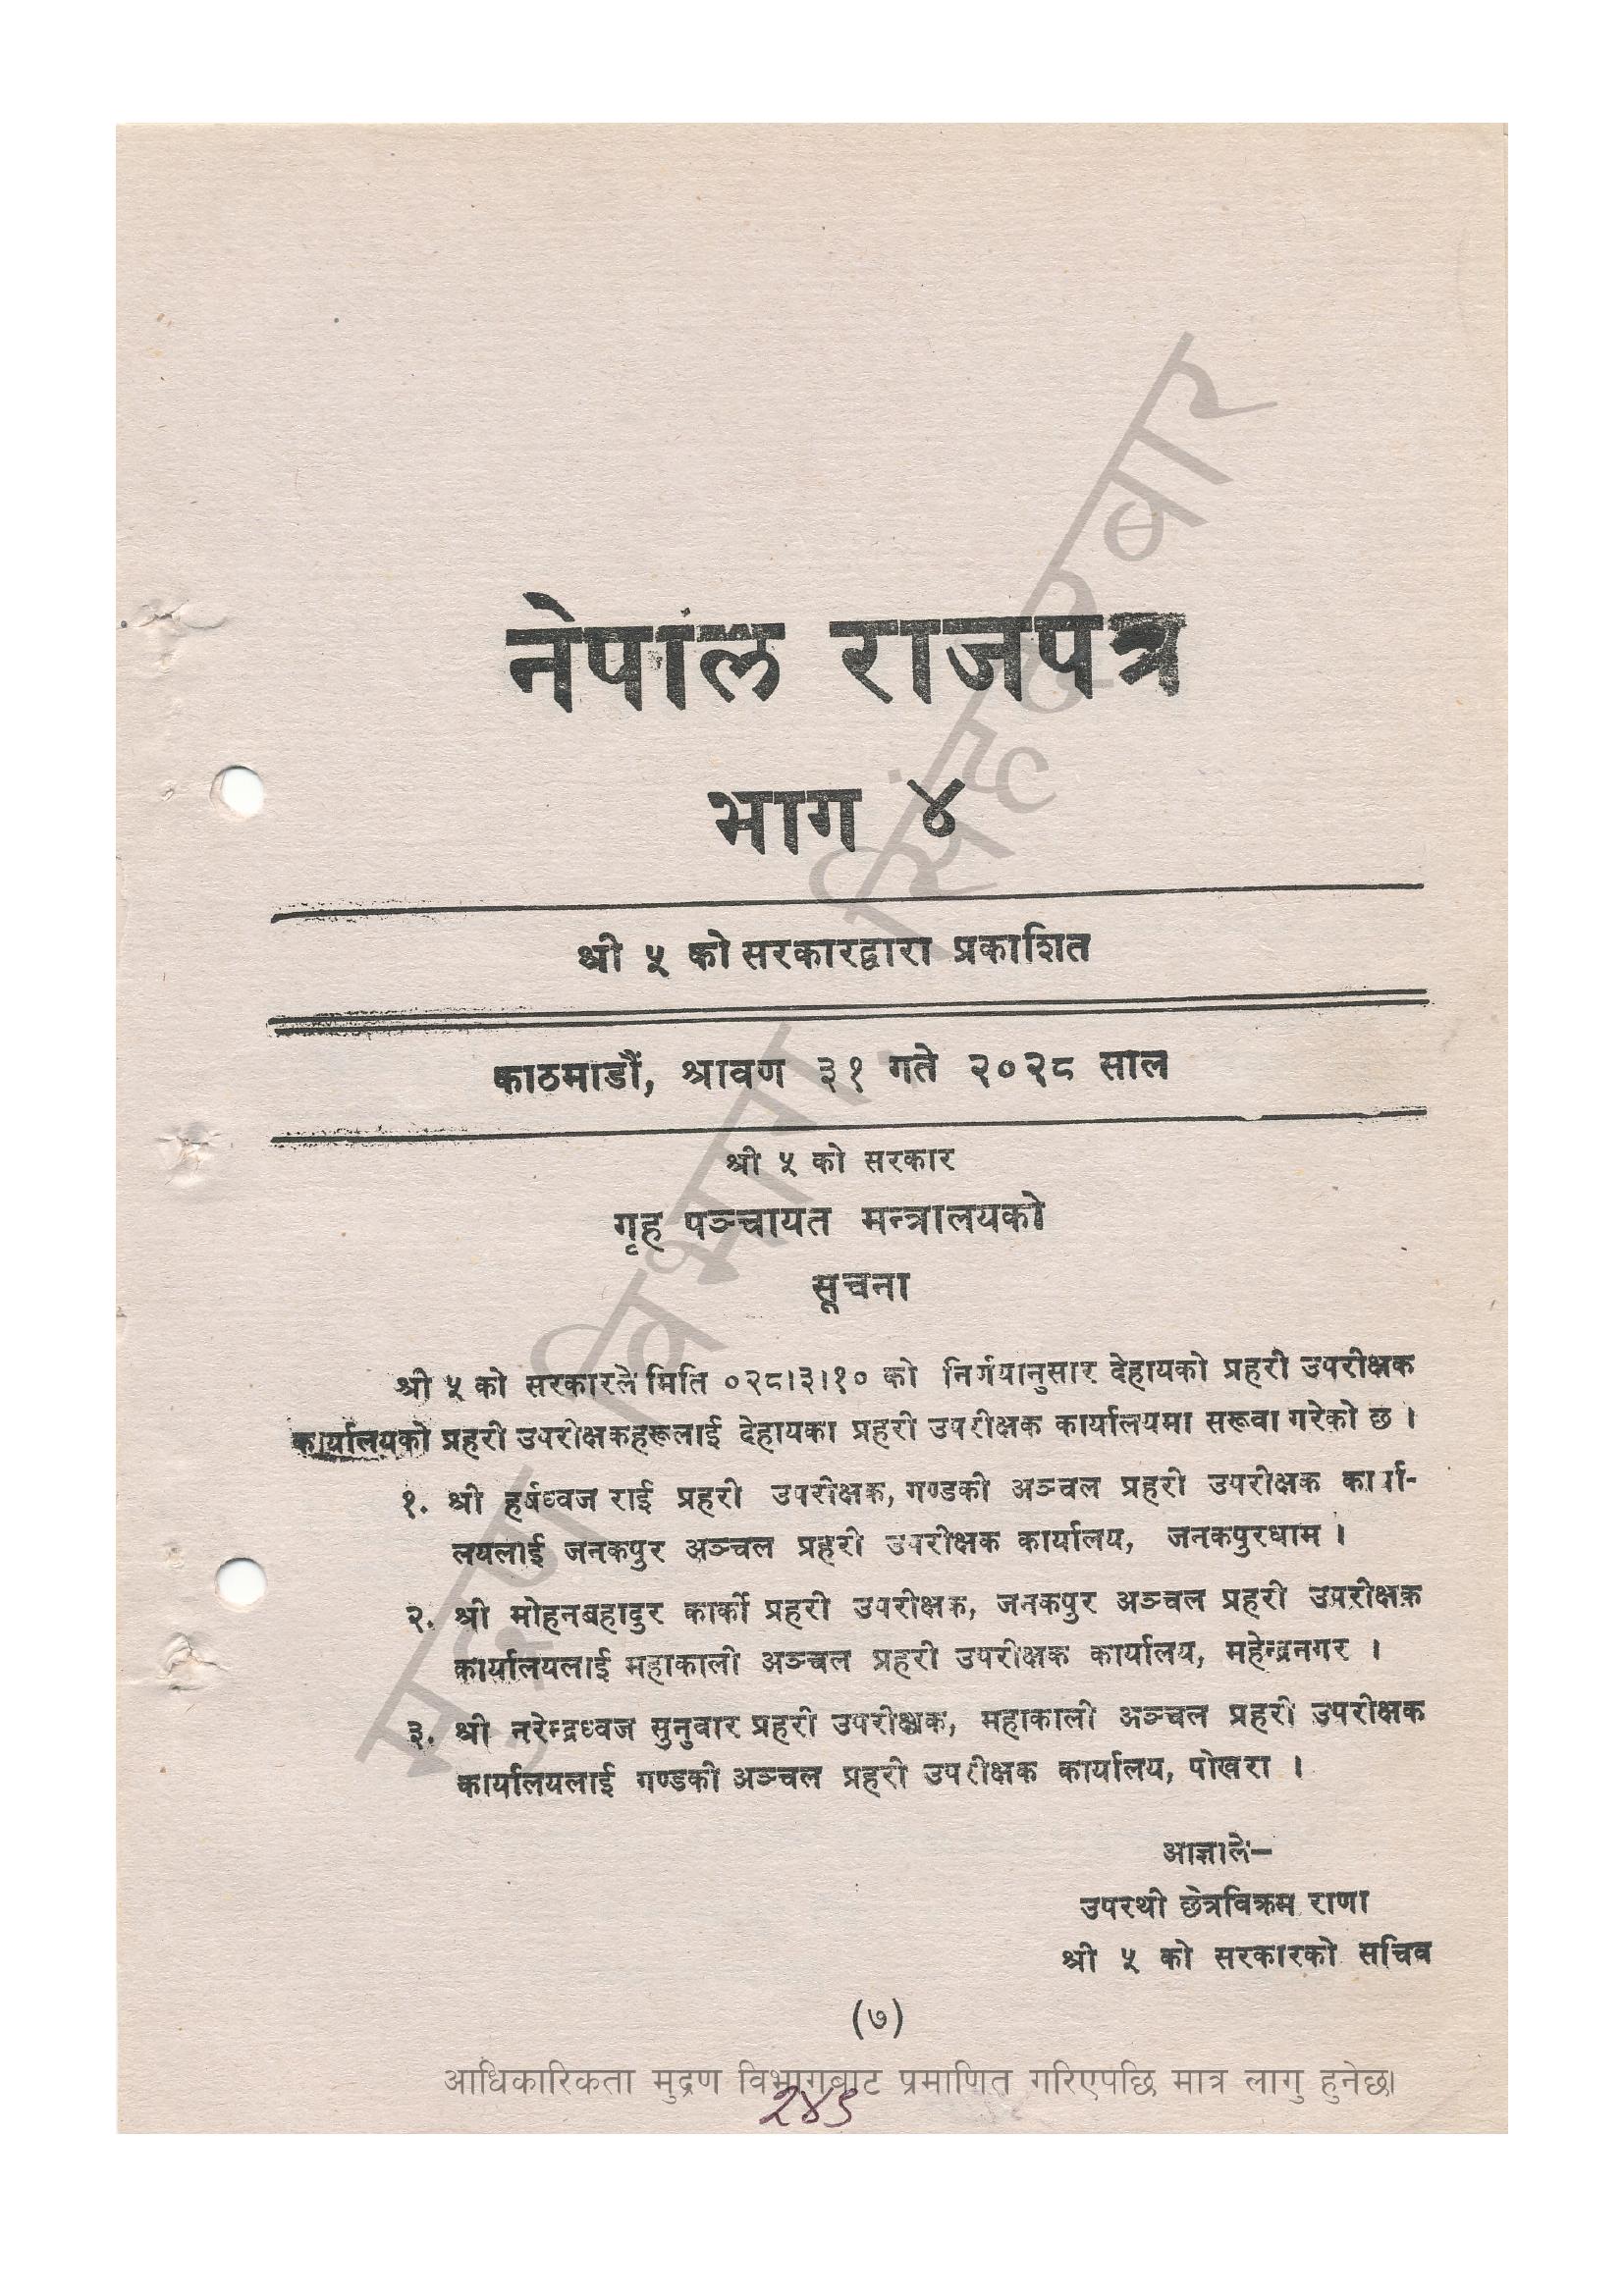 नेपाल राजपत्र
भाग ४
श्री ५ को सरकारद्वारा प्रकाशित
काठमाडौं, श्रावण ३१ गते २०२८ साल
श्री ५ को सरकार
गृह पञ्चायत मन्त्रालयको
सूचना
श्री ५ को सरकारले मिति ०२८।३।१० को निर्णयानुसार देहायको प्रहरी उपरीक्षक
कार्यालयको प्रहरी उपरीक्षकहरूलाई देहायका प्रहरी उपरीक्षक कार्यालयमा सरूवा गरेको छ ।
१. श्री हर्षध्वज राई प्रहरी उपरीक्षक, गण्डकी अञ्चल प्रहरी उपरीक्षक कार्या-
लयलाई जनकपुर अञ्चल प्रहरी उपरीक्षक कार्यालय, जनकपुरधाम ।
२. श्री मोहनबहादुर कार्की प्रहरी उपरीक्षक, जनकपुर अञ्चल प्रहरी उपरीक्षक
कार्यालयलाई महाकाली अञ्चल प्रहरी उपरीक्षक कार्यालय, महेन्द्रनगर ।
३. श्री नरेन्द्रध्वज सुनुवार प्रहरी उपरीक्षक, महाकाली अञ्चल प्रहरी उपरीक्षक
कार्यालयलाई गण्डकी अञ्चल प्रहरी उपरीक्षक कार्यालय, पोखरा ।
आज्ञाले—
उपरथी छेत्रविक्रम राणा
श्री ५ को सरकारको सचिव
(७)
आधिकारिकता मुद्रण विभागबाट प्रमाणित गरिएपछि मात्र लागु हुनेछ।
मुद्रण विभाग, सिंहदरबार